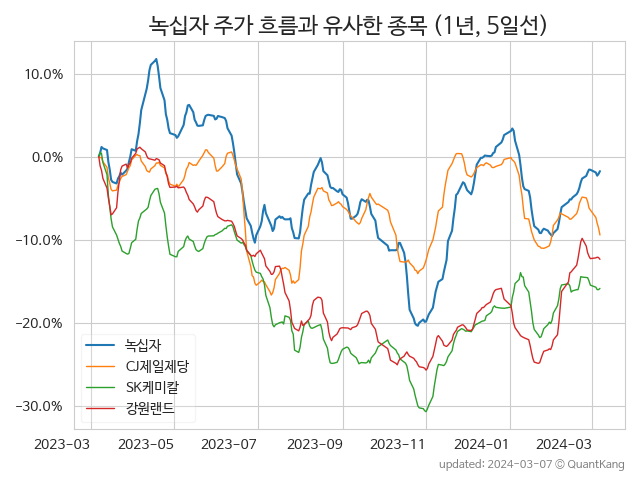 녹십자 주가 흐름과 유사한 종목 (1년, 5일선)
10.0%
0.0%
−10.0%
−20.0%
−30.0%
녹십자
CJ제일제당
SK케미칼
강원랜드
2023-03 2023-05 2023-07 2023-09 2023-11 2024-01 2024-03
updated: 2024-03-07 © QuantKang